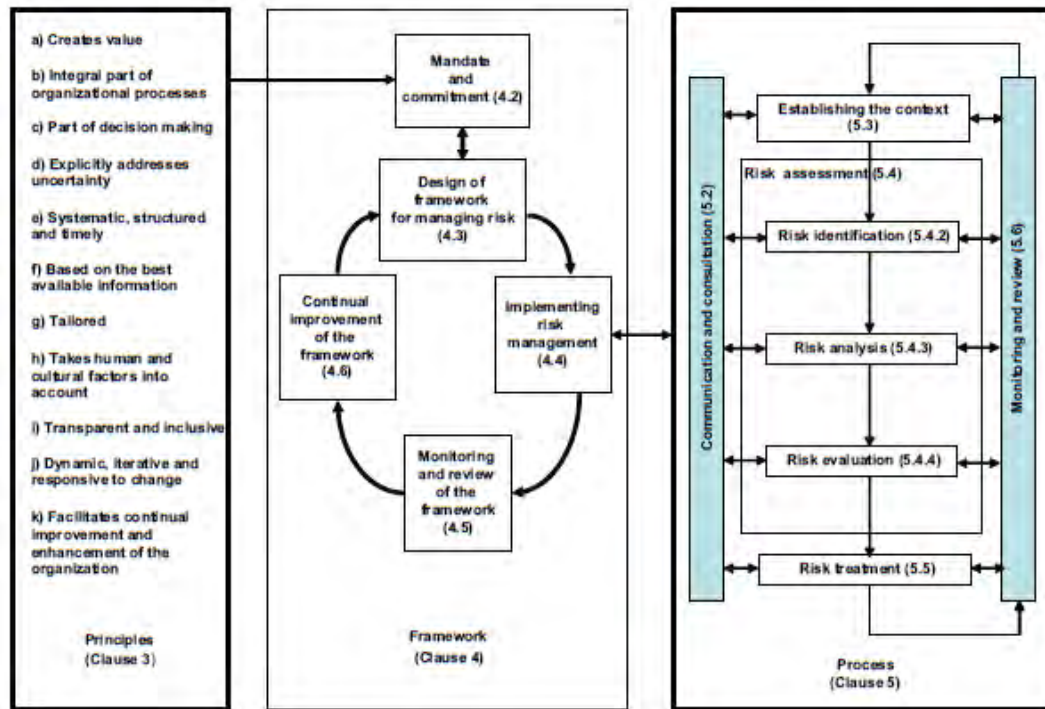 a) Creates value
b) Integral part of
organizational processes
c) Part of decision making
d) Explicitly addresses
uncertainty
e) Systematic, structured
and timely
f) Based on the best
available information
g) Tailored
h) Takes human and
cultural factors into
account
i) Transparent and inclusive
j) Dynamic, iterative and
responsive to change
k) Facilitates continual
improvement and
enhancement of the
organization
Principles
(Clause 3)
Mandate
and
commitment (4.2)
Design of
framework
for managing risk
(4.3)
Implementing
risk
management
(4.4)
Monitoring
and review
of the
framework
(4.5)
Continual
improvement
of the
framework
(4.6)
Framework
(Clause 4)
Communication and consultation (5.2)
Establishing the context
(5.3)
Risk assessment (5.4)
Risk identification (5.4.2)
Risk analysis (5.4.3)
Risk evaluation (5.4.4)
Risk treatment (5.5)
Monitoring and review (5.6)
Process
(Clause 5)